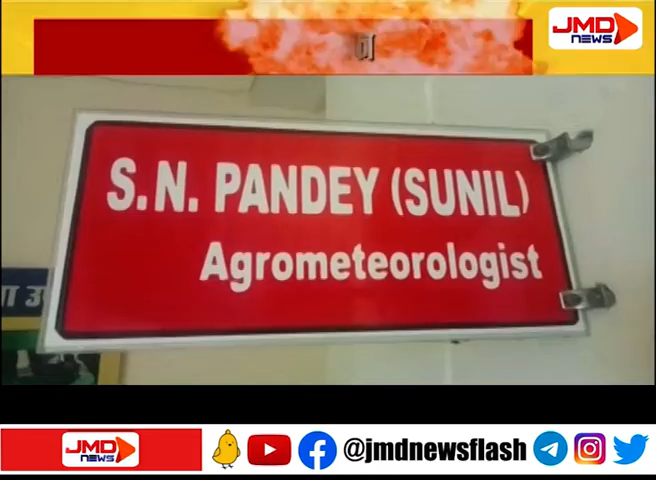 JMD
NEWS
S.N. PANDEY (SUNIL)
Agrometeorologist
JMD
NEWS
@jmdnewsflash